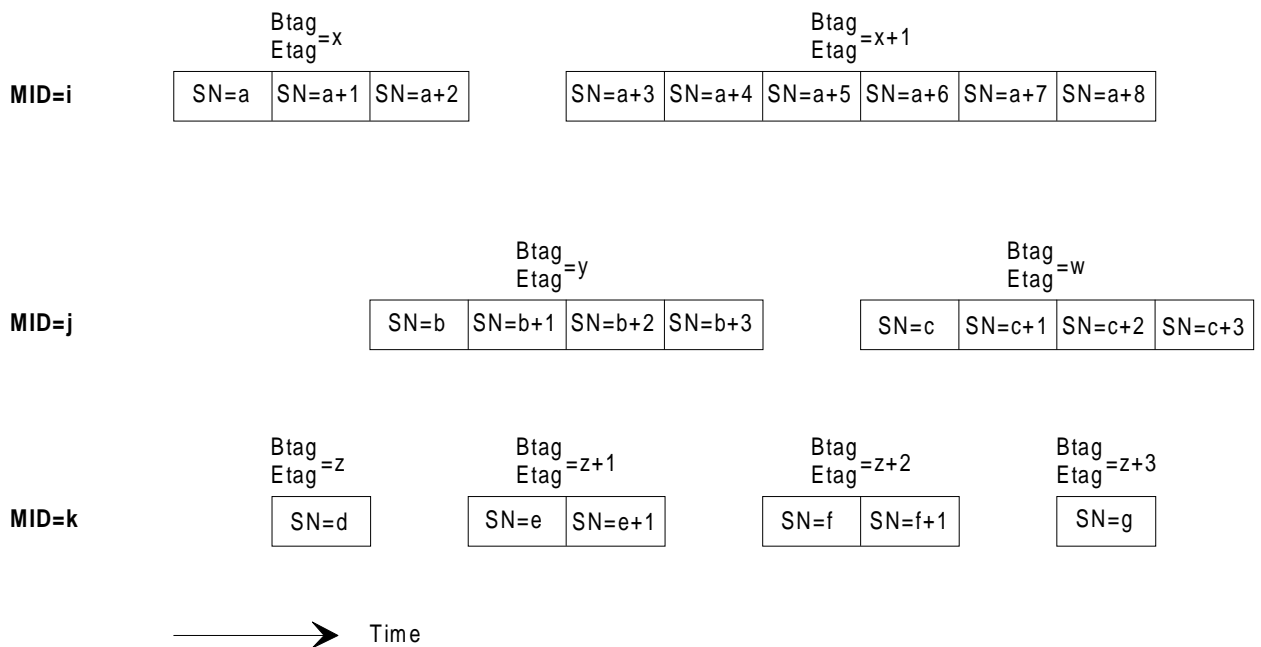 Btag
Etag =x
Btag
Etag =x+1
MID=i
SN=a SN=a+1 SN=a+2 SN=a+3 SN=a+4 SN=a+5 SN=a+6 SN=a+7 SN=a+8
Btag
Etag =y
Btag
Etag =w
MID=j
SN=b SN=b+1 SN=b+2 SN=b+3 SN=c SN=c+1 SN=c+2 SN=c+3
Btag
Etag =z
Btag
Etag =z+1
Btag
Etag =z+2
Btag
Etag =z+3
MID=k
SN=d SN=e SN=e+1 SN=f SN=f+1 SN=g
Time